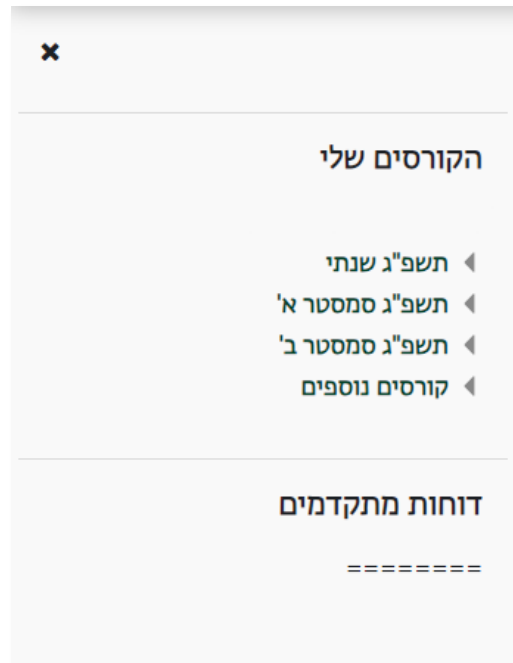 הקורסים שלי
תשפ"ג שנתי
תשפ"ג סמסטר א'
תשפ"ג סמסטר ב'
קורסים נוספים
דוחות מתקדמים
========